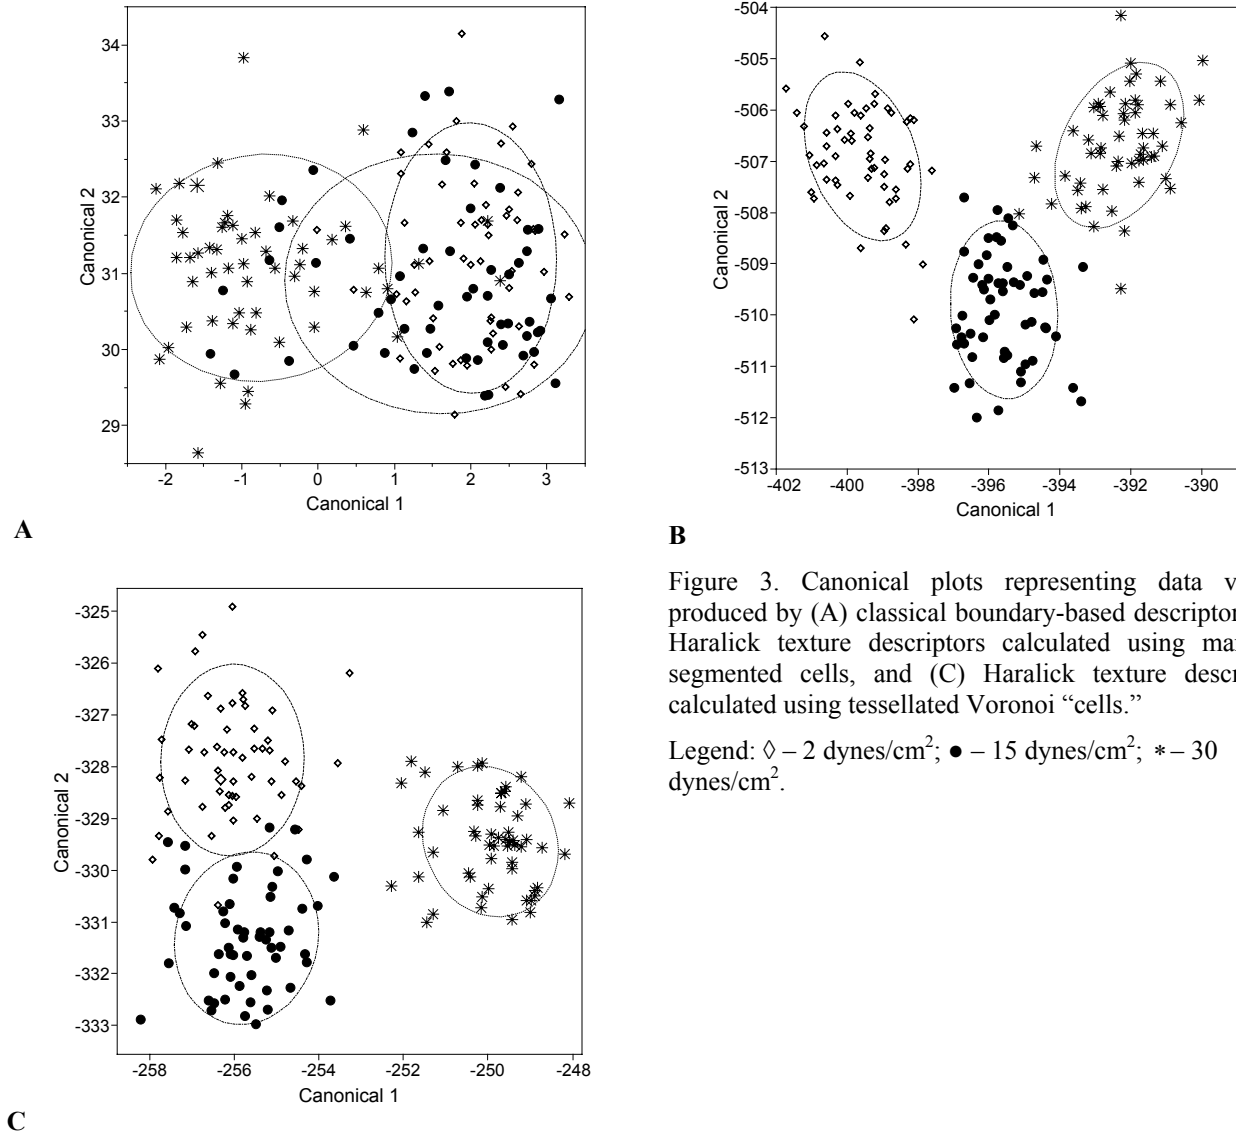 34
33
32
31
30
29
-2
-1
0
1
2
3
Canonical 2
Canonical 1
A
-504
-505
-506
-507
-508
-509
-510
-511
-512
-513
-402
-400
-398
-396
-394
-392
-390
Canonical 2
Canonical 1
B
Figure 3. Canonical plots representing data v
produced by (A) classical boundary-based descriptor
Haralick texture descriptors calculated using ma
segmented cells, and (C) Haralick texture descr
calculated using tessellated Voronoi “cells.”
Legend: ◊ – 2 dynes/cm²; ● – 15 dynes/cm²; ∗ – 30
dynes/cm².
-325
-326
-327
-328
-329
-330
-331
-332
-333
-258
-256
-254
-252
-250
-248
Canonical 2
Canonical 1
C